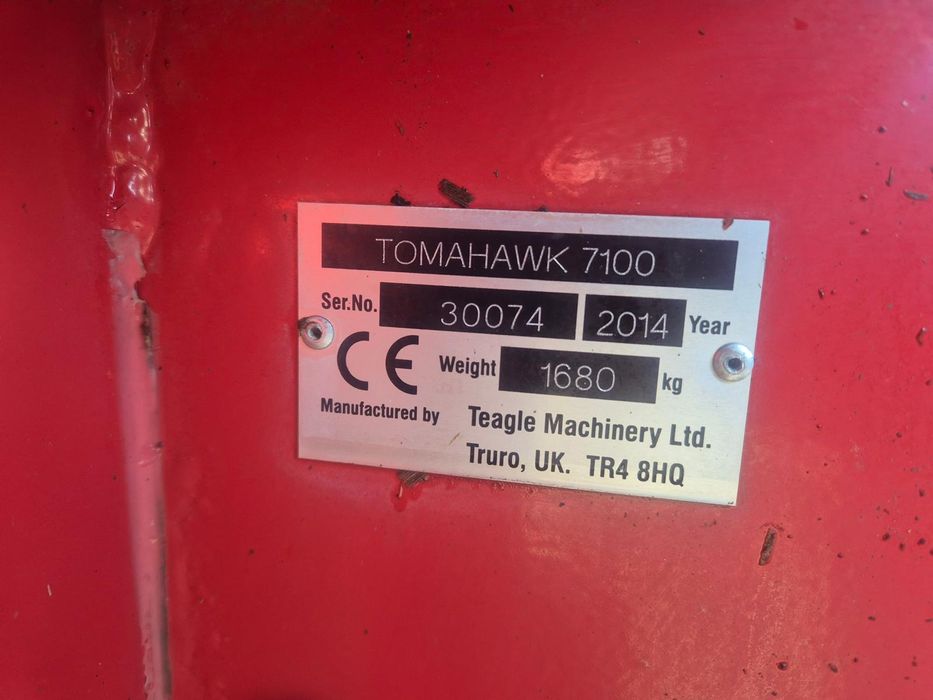 TOMAHAWK 7100
Ser.No. 30074 2014 Year
CE Weight 1680 kg
Manufactured by Teagle Machinery Ltd.
Truro, UK. TR4 8HQ